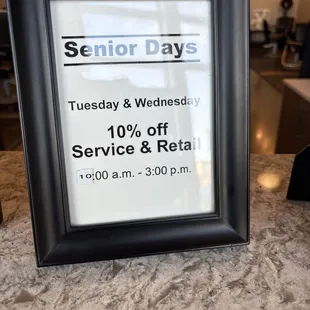 Senior Days
Tuesday & Wednesday
10% off
Service & Retail
10:00 a.m. - 3:00 p.m.